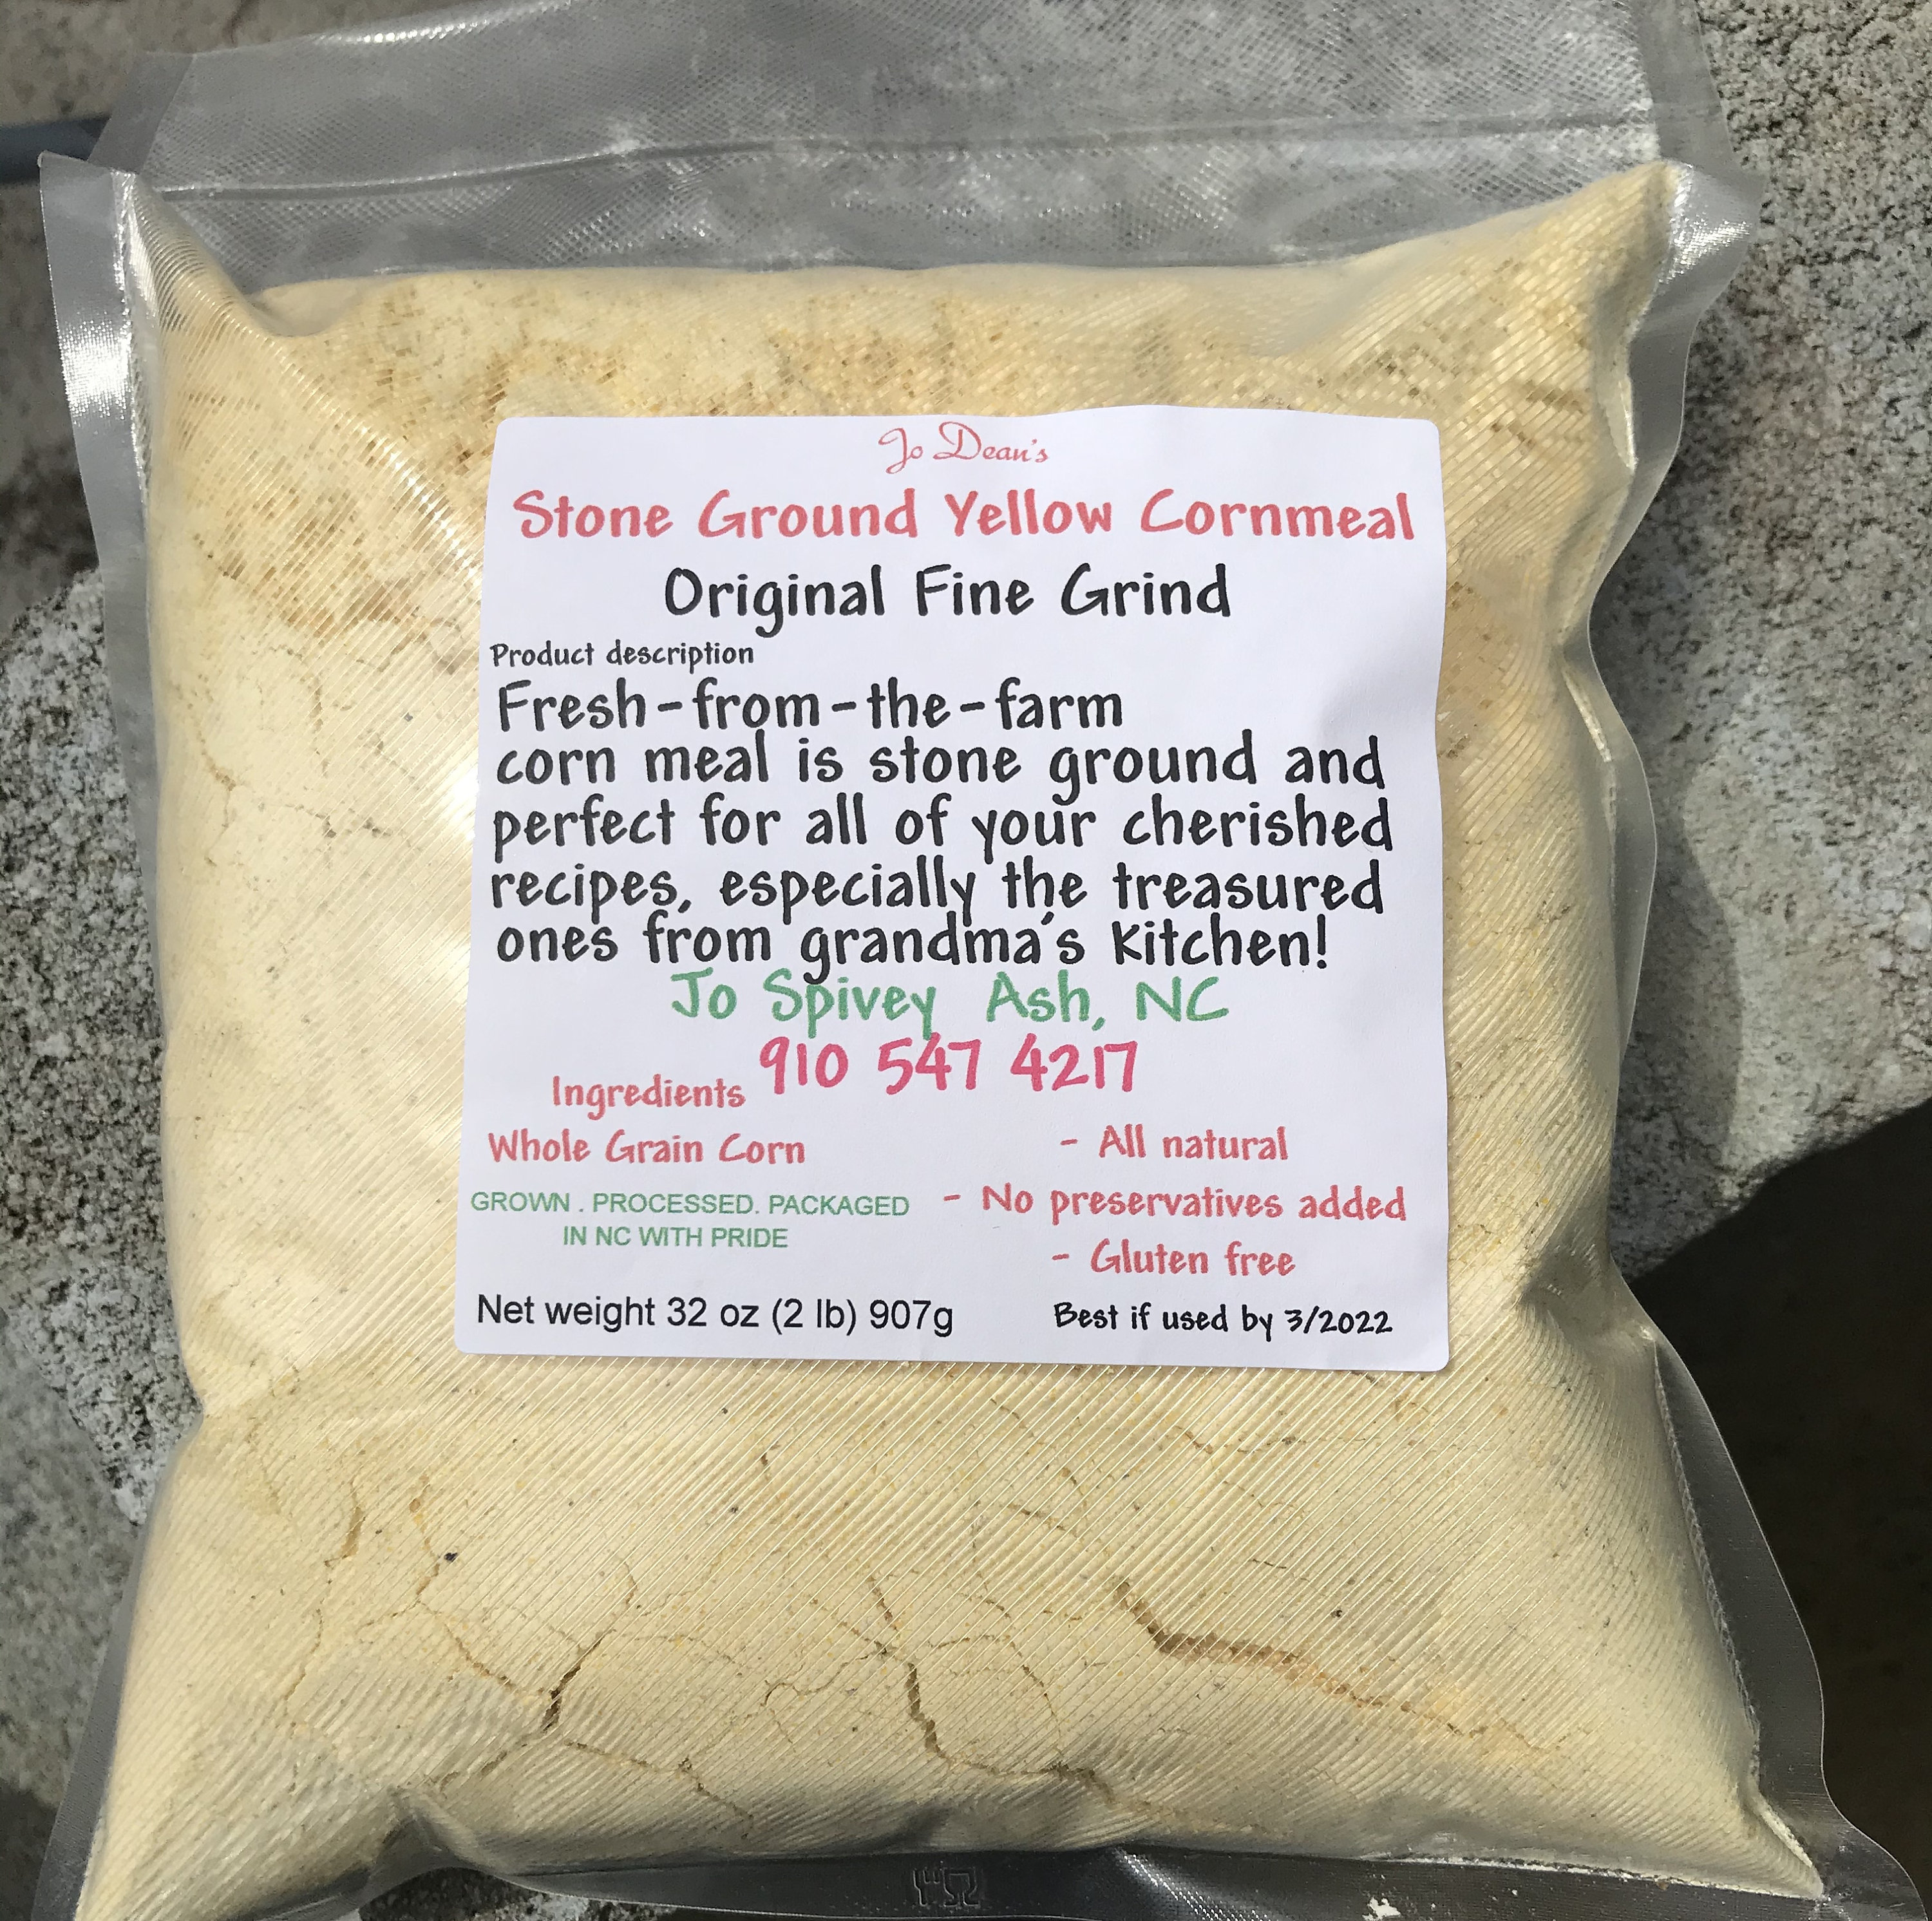 Jo Dean's
Stone Ground Yellow Cornmeal
Original Fine Grind
Product description
Fresh-from-the-farm
corn meal is stone ground and
perfect for all of your cherished
recipes, especially the treasured
ones from grandma's kitchen!
Jo Spivey Ash, NC
910 547 4217
Ingredients
Whole Grain Corn
GROWN . PROCESSED. PACKAGED
IN NC WITH PRIDE
- All natural
- No preservatives added
- Gluten free
Net weight 32 oz (2 lb) 907g
Best if used by 3/2022